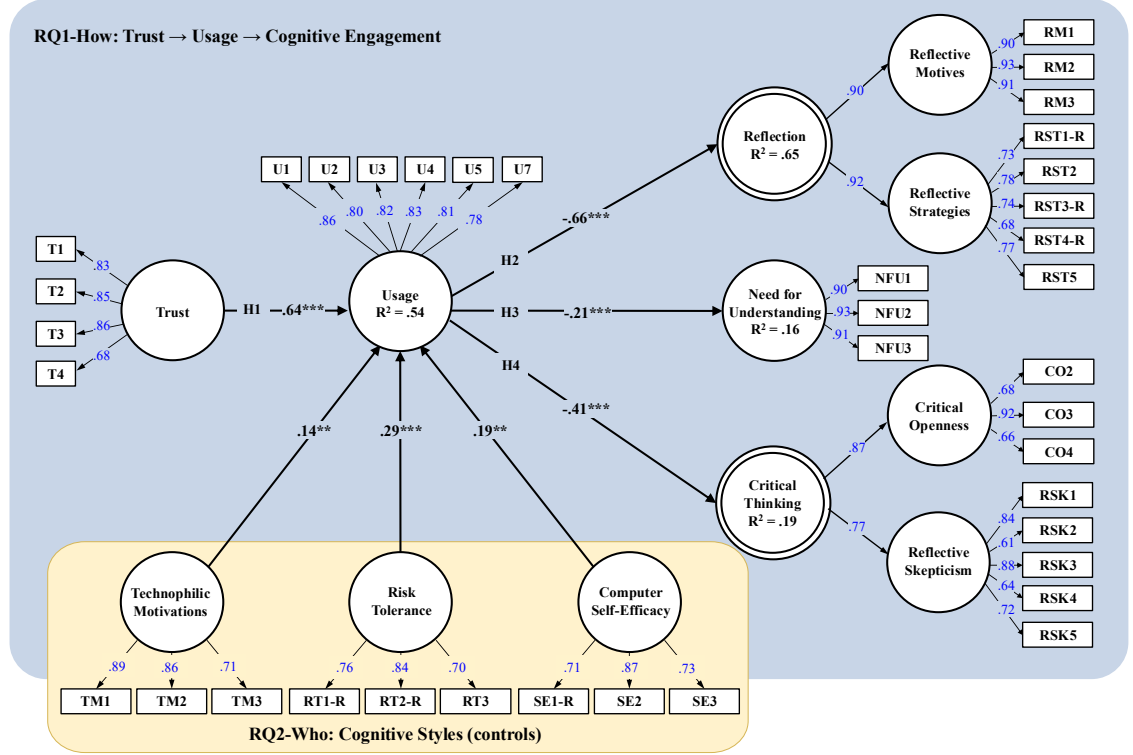 RQ1-How: Trust → Usage → Cognitive Engagement
T1
T2
T3
T4
.83
.85
.86
.68
Trust
H1
.64***
U1
U2
U3
U4
U5
U7
.86
.80
.82
.83
.81
.78
Usage
R² = .54
H2
-.66***
H3
-.21***
H4
-.41***
Reflection
R² = .65
.90
.92
Reflective
Motives
.90
.93
.91
RM1
RM2
RM3
Reflective
Strategies
.73
.78
.74
.68
.77
RST1-R
RST2
RST3-R
RST4-R
RST5
Need for
Understanding
R² = .16
.90
.93
.91
NFU1
NFU2
NFU3
Critical
Thinking
R² = .19
.87
.77
Critical
Openness
.68
.92
.66
CO2
CO3
CO4
Reflective
Skepticism
.84
.61
.88
.64
.72
RSK1
RSK2
RSK3
RSK4
RSK5
.14**
.29***
.19**
Technophilic
Motivations
.89
.86
.71
TM1
TM2
TM3
Risk
Tolerance
.76
.84
.70
RT1-R
RT2-R
RT3
Computer
Self-Efficacy
.71
.87
.73
SE1-R
SE2
SE3
RQ2-Who: Cognitive Styles (controls)